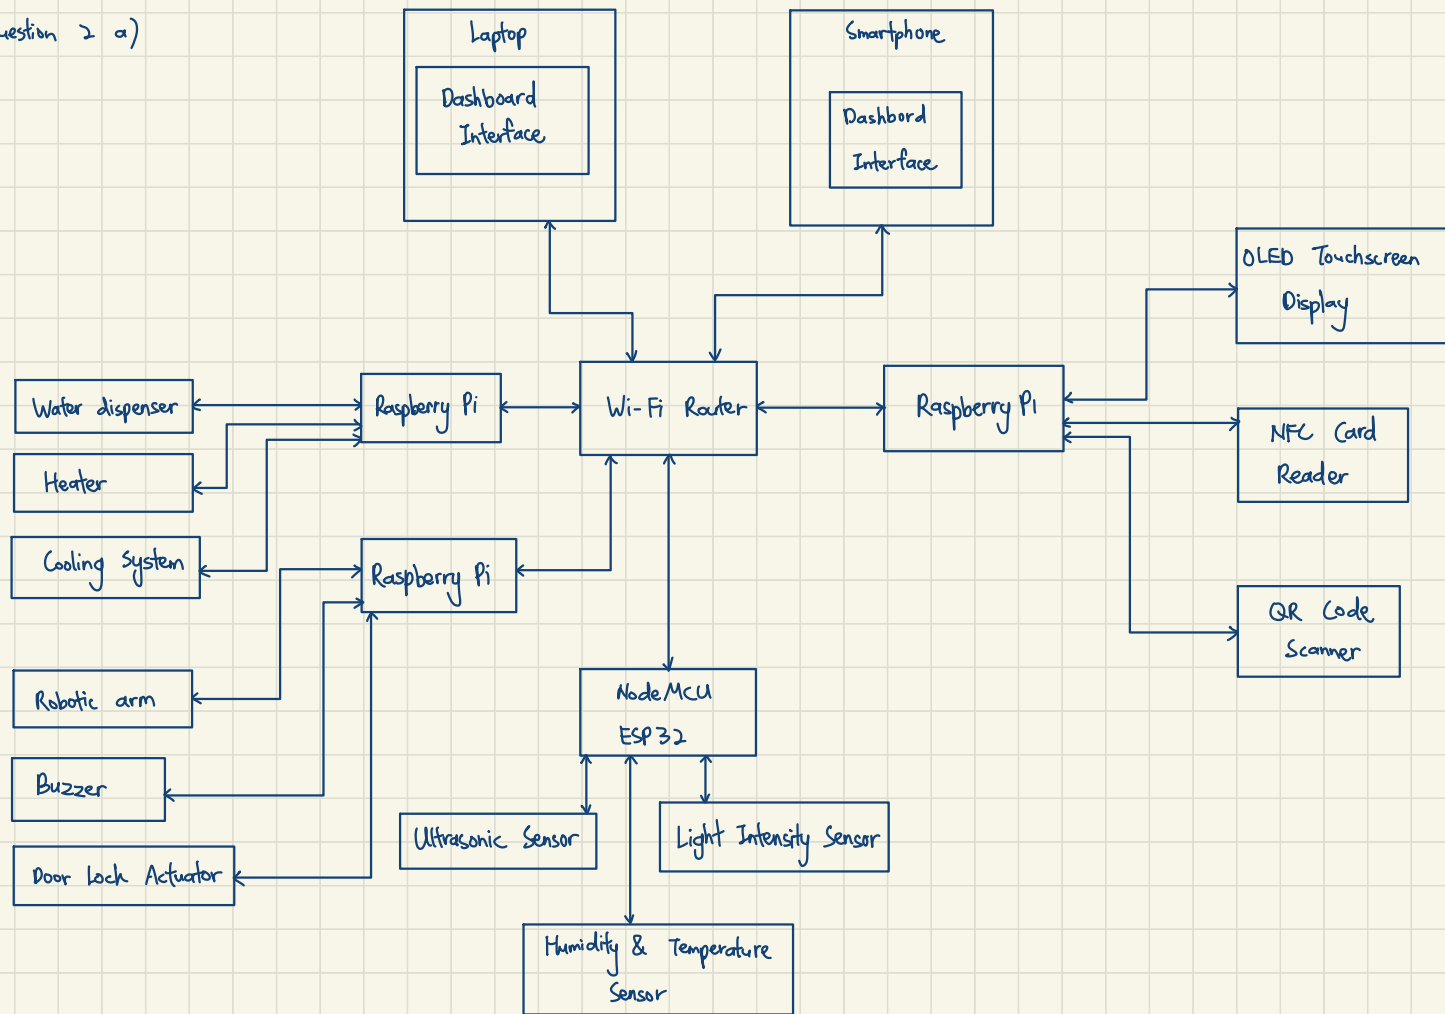 uestion 2 a)
Laptop
Dashboard
Interface
Smartphone
Dashbord
Interface
OLED Touchscreen
Display
Water dispenser
Raspberry Pi
Wi-Fi Router
Raspberry Pi
NFC Card
Reader
Heater
Cooling System
Raspberry Pi
QR Code
Scanner
Robotic arm
NodeMCU
ESP32
Buzzer
Ultrasonic Sensor
Light Intensity Sensor
Door Lock Actuator
Humidity & Temperature
Sensor